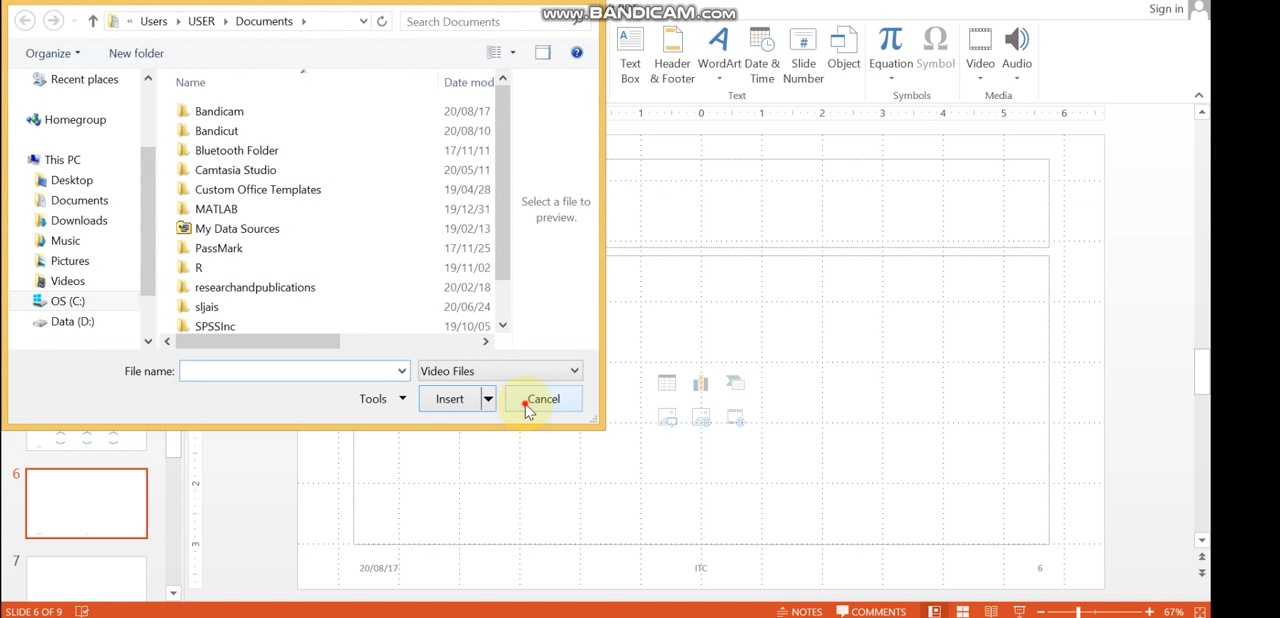 www.BANDICAM.com
Sign in
« Users › USER › Documents ›
Search Documents
Organize
New folder
Recent places
Homegroup
This PC
Desktop
Documents
Downloads
Music
Pictures
Videos
OS (C:)
Data (D:)
Name
Date mod
Bandicam 20/08/17
Bandicut 20/08/10
Bluetooth Folder 17/11/11
Camtasia Studio 20/05/11
Custom Office Templates 19/04/28
MATLAB 19/12/31
My Data Sources 19/02/13
PassMark 17/11/25
R 19/11/02
researchandpublications 20/02/18
sljais 20/06/24
SPSSInc 19/10/05
Select a file to
preview.
File name:
Video Files
Tools
Insert
Cancel
Text
Box
Header
& Footer
WordArt
Date &
Time
Slide
Number
Object
Equation
Symbol
Video
Audio
Text
Symbols
Media
1 0 1 2 3 4 5 6
2
3
6
7
20/08/17
ITC
6
SLIDE 6 OF 9
NOTES
COMMENTS
67%